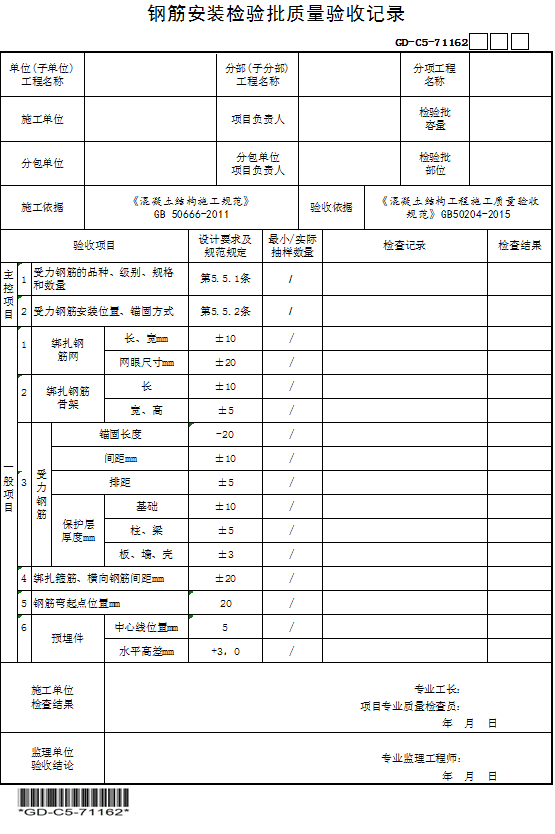 钢筋安装检验批质量验收记录
GD-C5-71162
单位(子单位)
工程名称
分部(子分部)
工程名称
分项工程
名称
施工单位
项目负责人
检验批
容量
分包单位
分包单位
项目负责人
检验批
部位
施工依据
《混凝土结构施工规范》
GB 50666-2011
验收依据
《混凝土结构工程施工质量验收
规范》GB50204-2015
验收项目
设计要求及
规范规定
最小/实际
抽样数量
检查记录
检查结果
主控项目
1
受力钢筋的品种、级别、规格
和数量
第5.5.1条
/
2
受力钢筋安装位置、锚固方式
第5.5.2条
/
一般项目
1
绑扎钢
筋网
长、宽mm
±10
/
网眼尺寸mm
±20
/
2
绑扎钢筋
骨架
长
±10
/
宽、高
±5
/
3
受力钢筋
锚固长度
-20
/
间距mm
±10
/
排距
±5
/
保护层
厚度mm
基础
±10
/
柱、梁
±5
/
板、墙、壳
±3
/
4
绑扎箍筋、横向钢筋间距mm
±20
/
5
钢筋弯起点位置mm
20
/
6
预埋件
中心线位置mm
5
/
水平高差mm
+3，0
/
施工单位
检查结果
专业工长：
项目专业质量检查员：
年 月 日
监理单位
验收结论
专业监理工程师：
年 月 日
*GD-C5-71162*